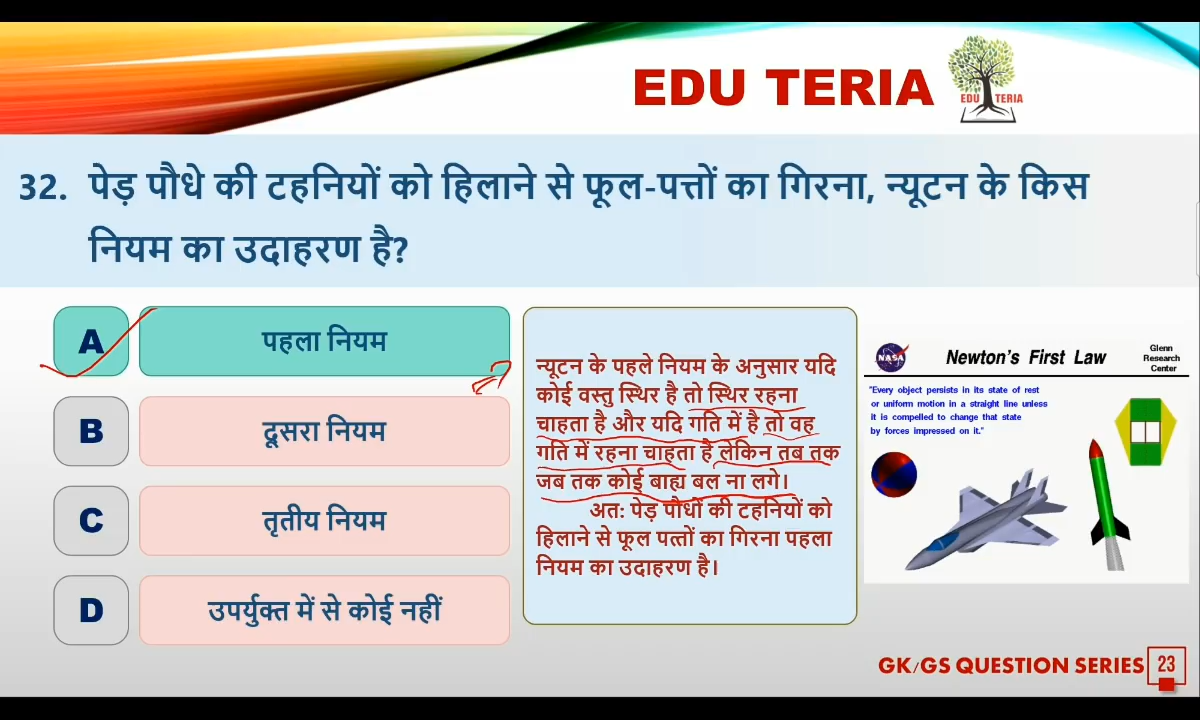 EDU TERIA
EDU TERIA
32. पेड़ पौधे की टहनियों को हिलाने से फूल-पत्तों का गिरना, न्यूटन के किस
नियम का उदाहरण है?
A पहला नियम
B दूसरा नियम
C तृतीय नियम
D उपर्युक्त में से कोई नहीं
न्यूटन के पहले नियम के अनुसार यदि
कोई वस्तु स्थिर है तो स्थिर रहना
चाहता है और यदि गति में है तो वह
गति में रहना चाहता है लेकिन तब तक
जब तक कोई बाह्य बल ना लगे।
अत: पेड़ पौधों की टहनियों को
हिलाने से फूल पत्तों का गिरना पहला
नियम का उदाहरण है।
NASA
Newton's First Law
Glenn
Research
Center
"Every object persists in its state of rest
or uniform motion in a straight line unless
it is compelled to change that state
by forces impressed on it."
GK/GS QUESTION SERIES 23